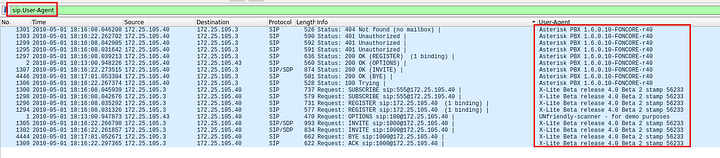 sip.User-Agent
No. Time Source Destination Protocol Length Info User-Agent
1301 2010-05-01 18:16:08.046208 172.25.105.40 172.25.105.3 SIP 526 Status: 404 Not found (no mailbox) | Asterisk PBX 1.6.0.10-FONCORE-r40
1303 2010-05-01 18:16:22.262702 172.25.105.40 172.25.105.3 SIP 590 Status: 401 Unauthorized | Asterisk PBX 1.6.0.10-FONCORE-r40
1299 2010-05-01 18:16:08.042905 172.25.105.40 172.25.105.3 SIP 595 Status: 401 Unauthorized | Asterisk PBX 1.6.0.10-FONCORE-r40
1295 2010-05-01 18:16:08.031642 172.25.105.40 172.25.105.3 SIP 591 Status: 401 Unauthorized | Asterisk PBX 1.6.0.10-FONCORE-r40
1297 2010-05-01 18:16:08. 172.25.105.40 172.25.105.3 SIP Status: 200 OK (REGISTER) (1 binding) | Asterisk PBX 1.6.0.10-FONCORE-r40
2 2010-05-01 18:13:00.948226 172.25.105.40 172.25.105.43 SIP 560 Status: 200 OK (OPTIONS) | Asterisk PBX 1.6.0.10-FONCORE-r40
1307 2010-05-01 18:16:22.273515 172.25.105.40 172.25.105.3 SIP/SDP 874 Status: 200 OK (INVITE) | Asterisk PBX 1.6.0.10-FONCORE-r40
4446 2010-05-01 18:17:01.053304 172.25.105.40 172.25.105.3 SIP 501 Status: 200 OK (BYE) | Asterisk PBX 1.6.0.10-FONCORE-r40
1306 2010-05-01 18:16:22.267374 172.25.105.40 172.25.105.3 SIP 528 Status: 100 Trying | Asterisk PBX 1.6.0.10-FONCORE-r40
1300 2010-05-01 18:16:08.045939 172.25.105.3 172.25.105.40 SIP 737 Request: SUBSCRIBE sip:555@172.25.105.40 | X-Lite Beta release 4.0 Beta 2 stamp 56233
1298 2010-05-01 18:16:08.042676 172.25.105.3 172.25.105.40 SIP 579 Request: SUBSCRIBE sip:555@172.25.105.40 | X-Lite Beta release 4.0 Beta 2 stamp 56233
1296 2010-05-01 18:16:08.035292 172.25.105.3 172.25.105.40 SIP 731 Request: REGISTER sip:172.25.105.40 (1 binding) | X-Lite Beta release 4.0 Beta 2 stamp 56233
1294 2010-05-01 18:16:08.031326 172.25.105.3 172.25.105.40 SIP 577 Request: REGISTER sip:172.25.105.40 (1 binding) | X-Lite Beta release 4.0 Beta 2 stamp 56233
1 2010-05-01 18:13:00.947873 172.25.105.43 172.25.105.40 SIP 470 Request: OPTIONS sip:100@172.25.105.40 | UNfriendly-scanner - for demo purposes
1305 2010-05-01 18:16:22.266798 172.25.105.3 172.25.105.40 SIP/SDP 993 Request: INVITE sip:1000@172.25.105.40 | X-Lite Beta release 4.0 Beta 2 stamp 56233
1302 2010-05-01 18:16:22.261857 172.25.105.3 172.25.105.40 SIP/SDP 834 Request: INVITE sip:1000@172.25.105.40 | X-Lite Beta release 4.0 Beta 2 stamp 56233
4444 2010-05-01 18:17:01.052671 172.25.105.3 172.25.105.40 SIP 662 Request: BYE sip:1000@172.25.105.40 | X-Lite Beta release 4.0 Beta 2 stamp 56233
1309 2010-05-01 18:16:22.297365 172.25.105.3 172.25.105.40 SIP 622 Request: ACK sip:1000@172.25.105.40 | X-Lite Beta release 4.0 Beta 2 stamp 56233